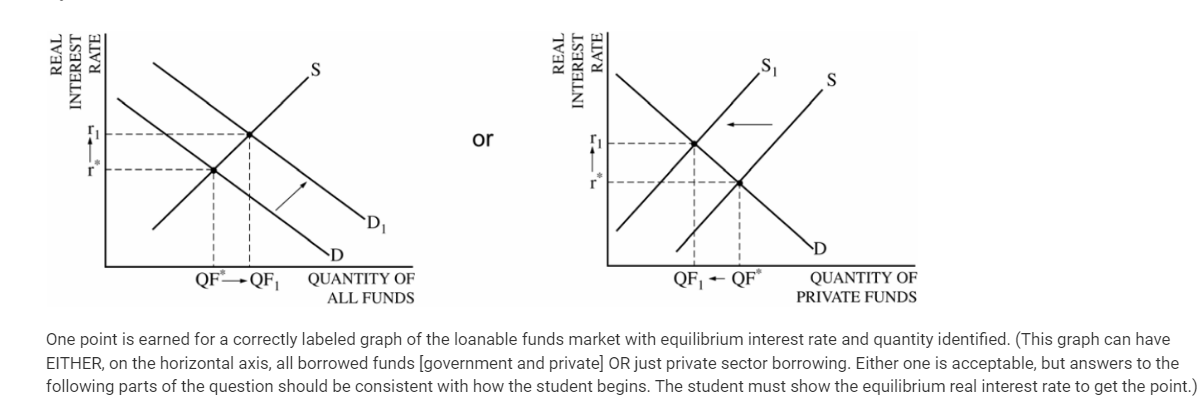 REAL
INTEREST
RATE
S
r1
r*
D1
D
QF* → QF1
QUANTITY OF
ALL FUNDS
or
REAL
INTEREST
RATE
S1
S
r1
r*
D
QF1 ← QF*
QUANTITY OF
PRIVATE FUNDS
One point is earned for a correctly labeled graph of the loanable funds market with equilibrium interest rate and quantity identified. (This graph can have
EITHER, on the horizontal axis, all borrowed funds [government and private] OR just private sector borrowing. Either one is acceptable, but answers to the
following parts of the question should be consistent with how the student begins. The student must show the equilibrium real interest rate to get the point.)